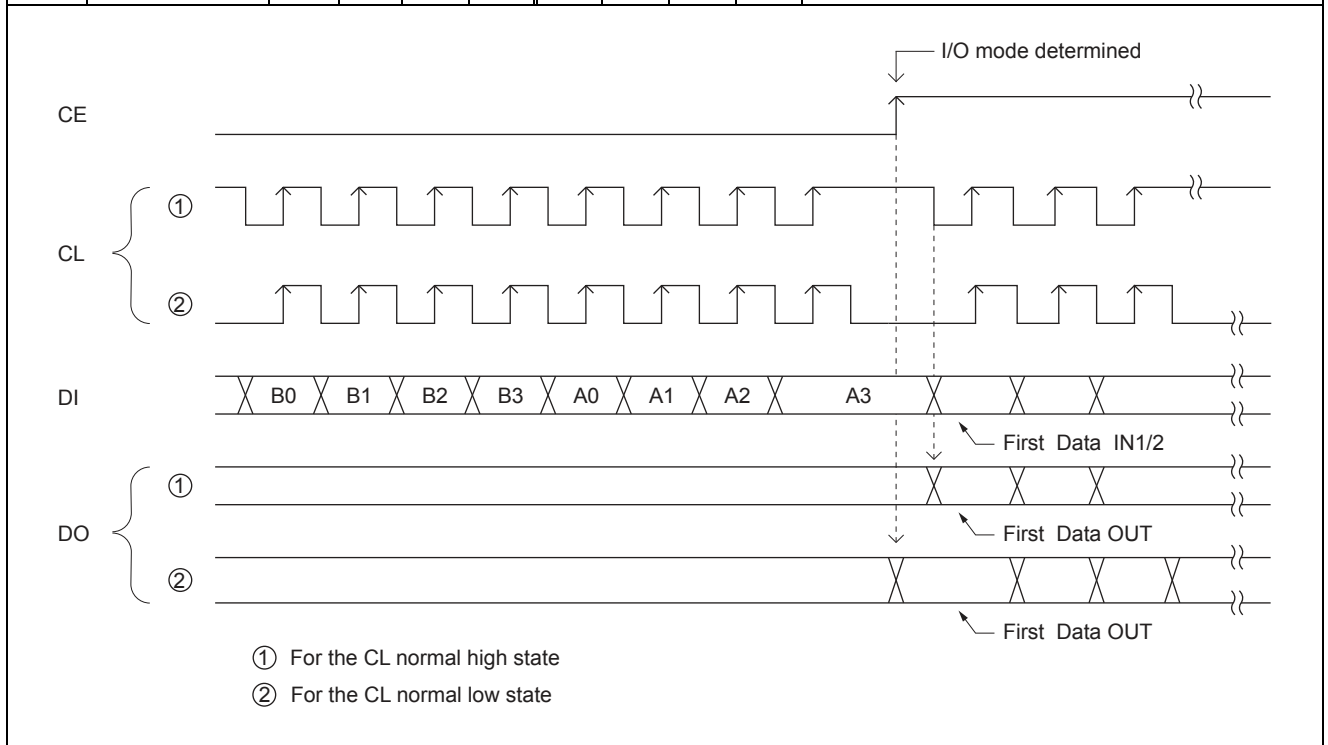 I/O mode determined
CE
CL
①
②
DI
B0 B1 B2 B3 A0 A1 A2 A3
First Data IN1/2
DO
①
First Data OUT
②
First Data OUT
① For the CL normal high state
② For the CL normal low state